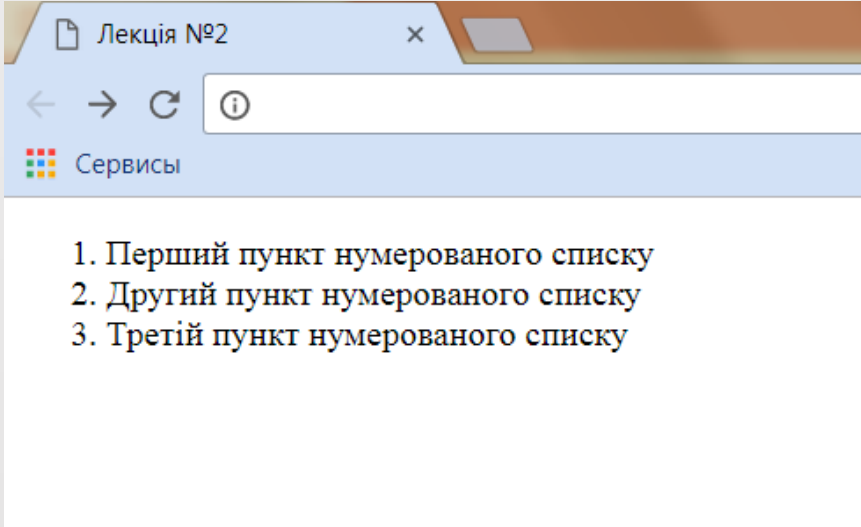 Лекція №2
Сервисы
1. Перший пункт нумерованого списку
2. Другий пункт нумерованого списку
3. Третій пункт нумерованого списку